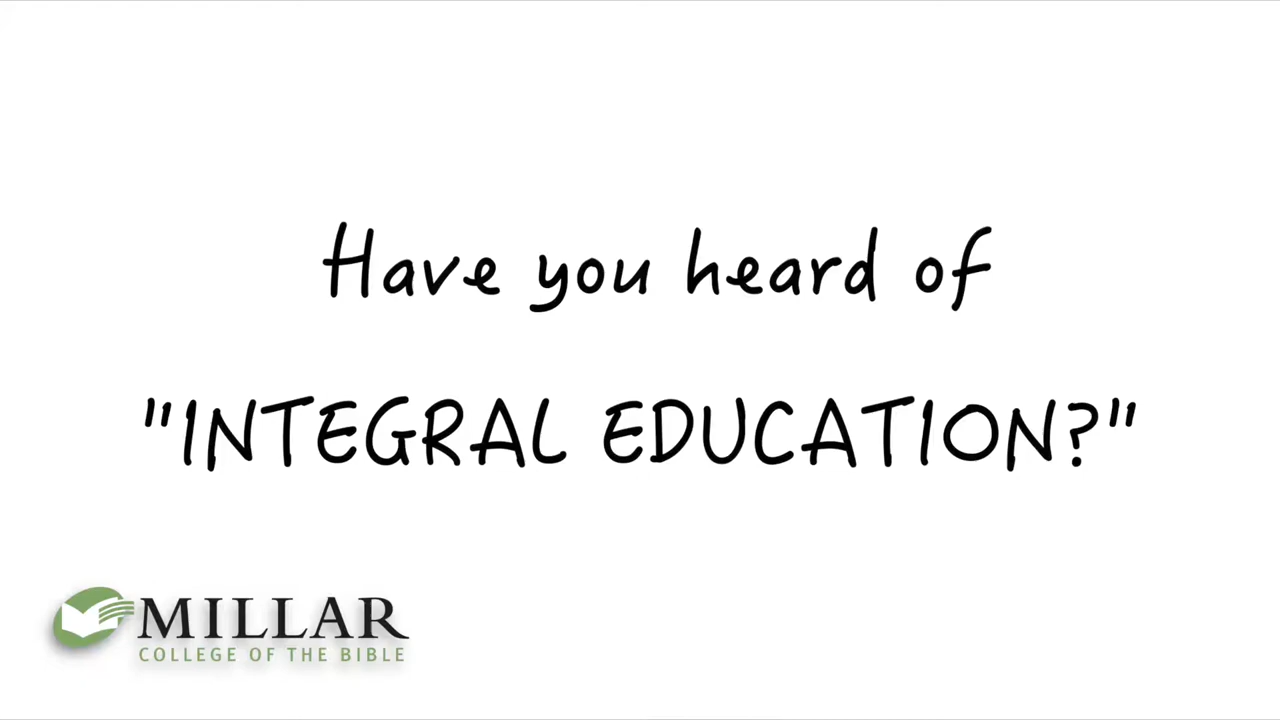 Have you heard of
"INTEGRAL EDUCATION?"
MILLAR
COLLEGE OF THE BIBLE